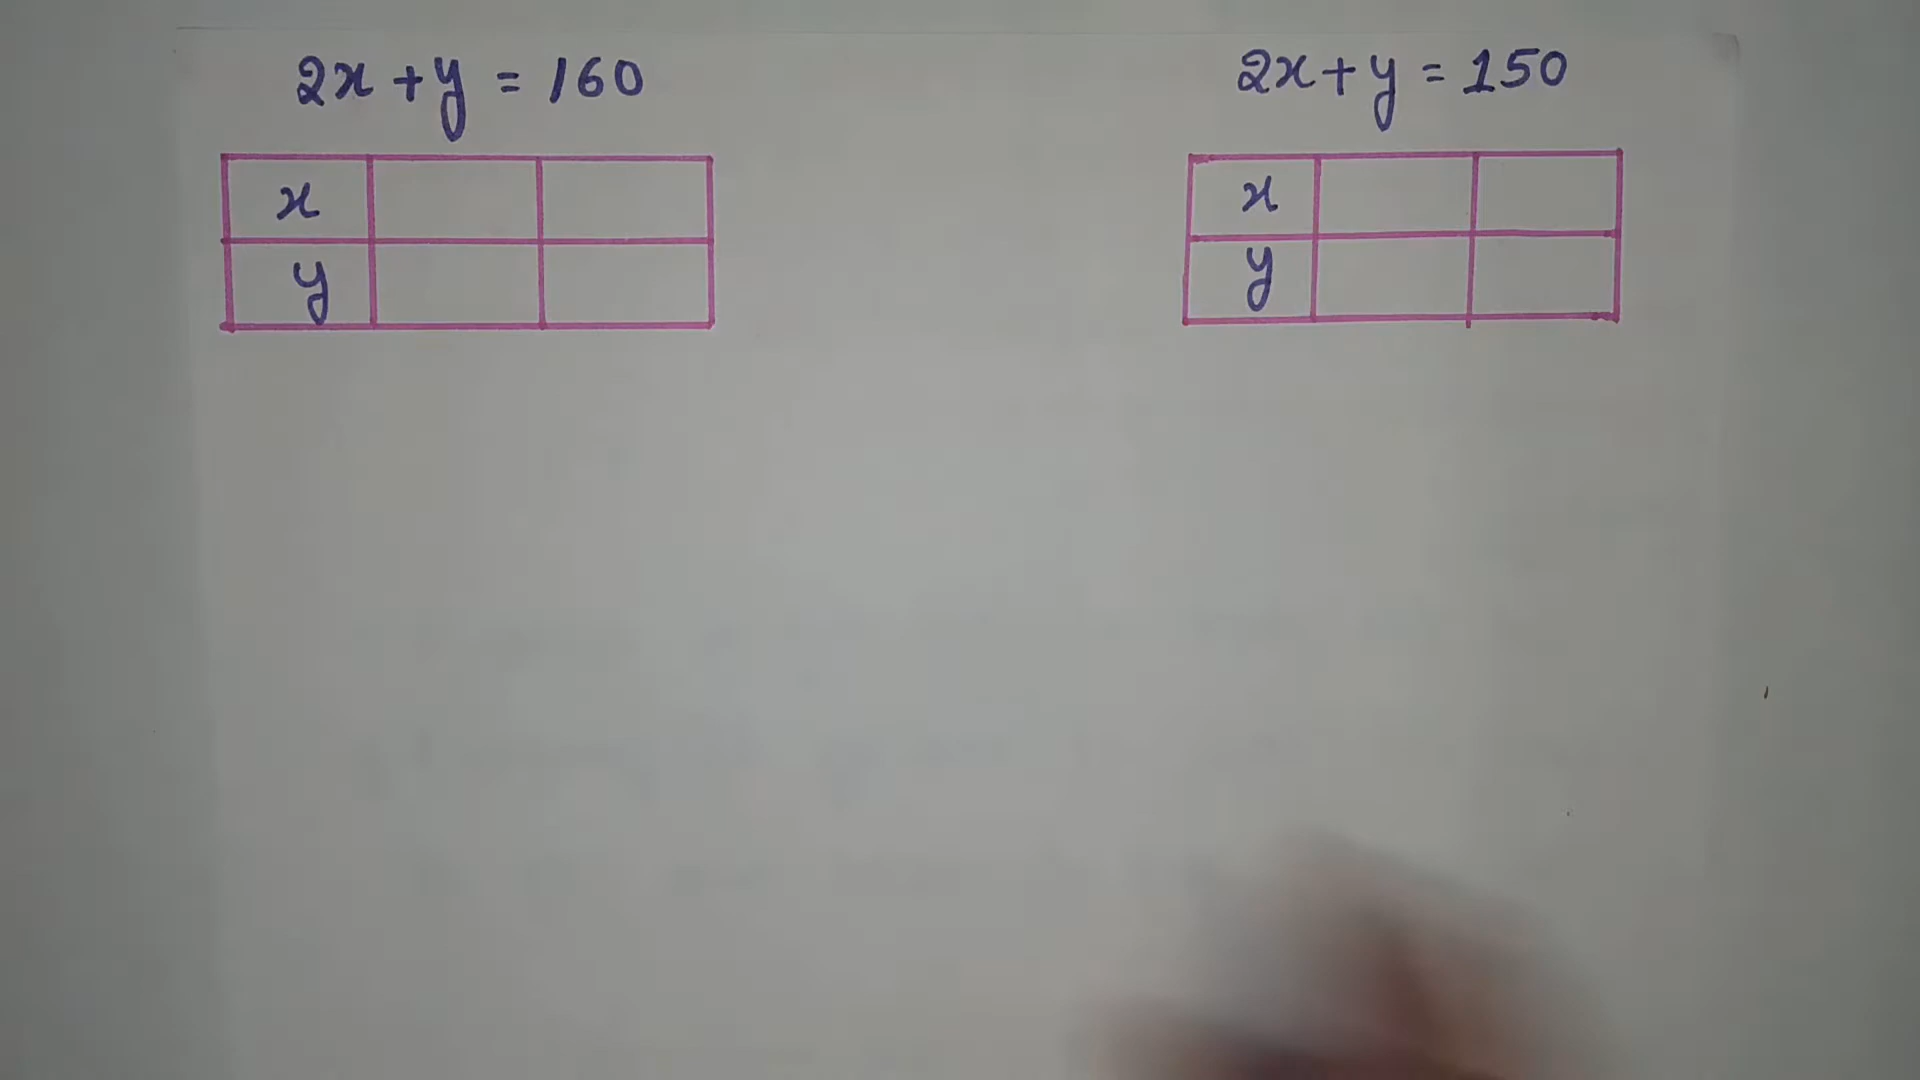 2x + y = 160
x
y
2x + y = 150
x
y